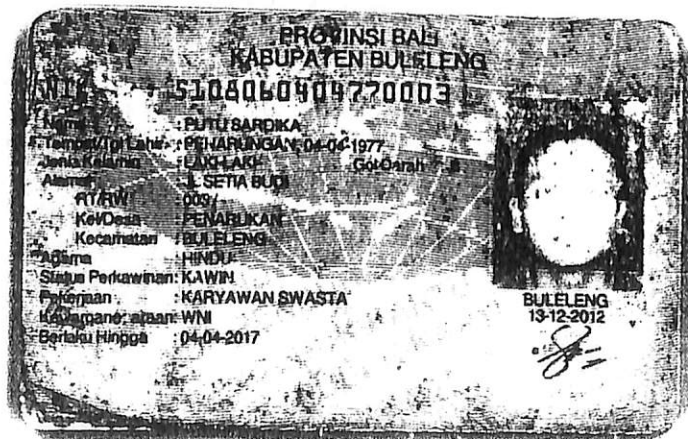 PROVINSI BALI
KABUPATEN BULELENG
NIK : 5108060404770003
Nama : PUTU SARDIKA
Tempat/Tgl Lahir : PENARUNGAN, 04-04-1977
Jenis Kelamin : LAKI-LAKI Gol Darah :
Alamat : JL SETIA BUDI
RT/RW : 003/
Kel/Desa : PENARUKAN
Kecamatan : BULELENG
Agama : HINDU
Status Perkawinan: KAWIN
Pekerjaan : KARYAWAN SWASTA
Kewarganegaraan: WNI
Berlaku Hingga : 04-04-2017
BULELENG
13-12-2012